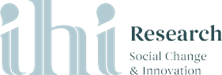 ihi
Research
Social Change
& Innovation